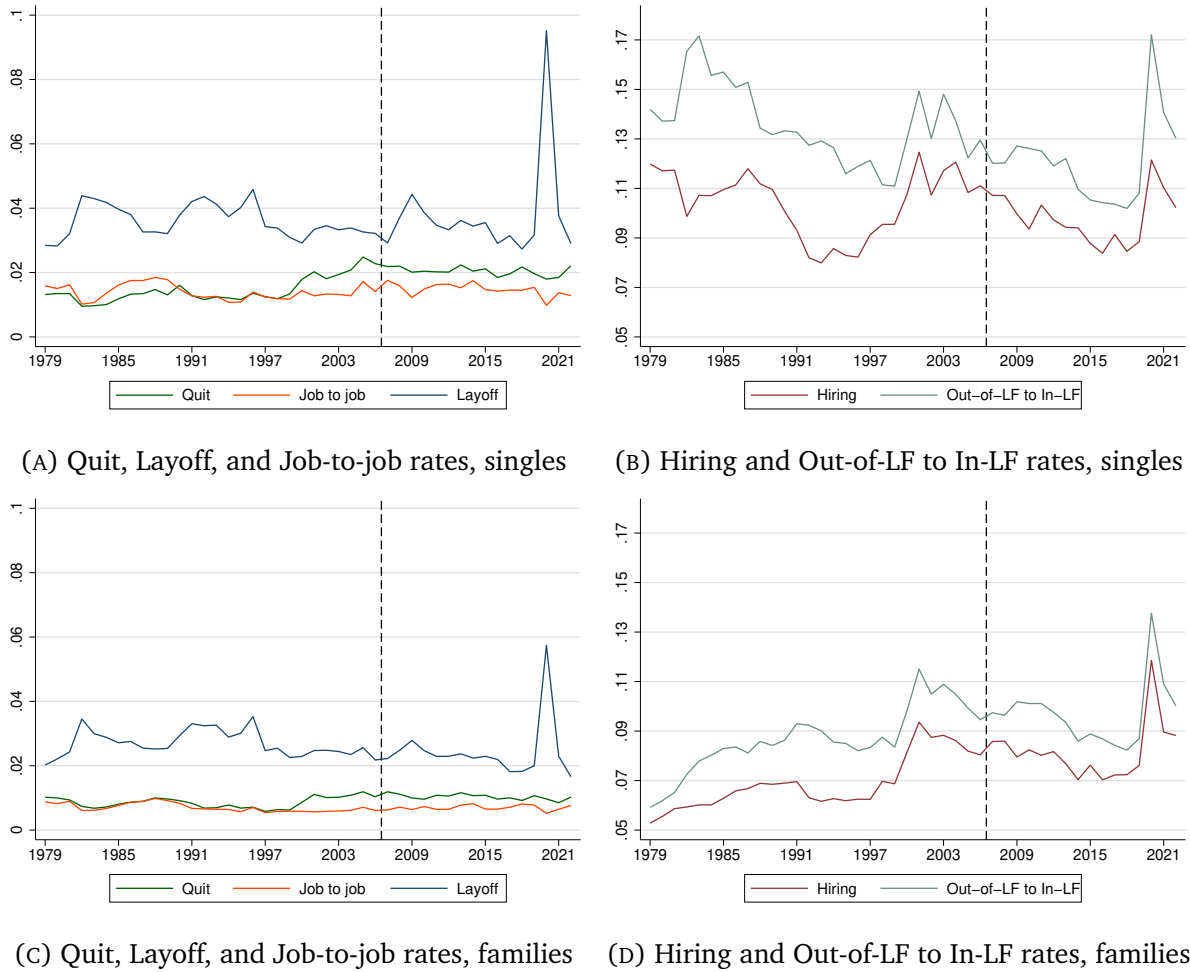 .1
.08
.06
.04
.02
0
1979 1985 1991 1997 2003 2009 2015 2021
Quit Job to job Layoff
(A) Quit, Layoff, and Job-to-job rates, singles
.17
.15
.13
.11
.09
.07
.05
1979 1985 1991 1997 2003 2009 2015 2021
Hiring Out−of−LF to In−LF
(B) Hiring and Out-of-LF to In-LF rates, singles
.1
.08
.06
.04
.02
0
1979 1985 1991 1997 2003 2009 2015 2021
Quit Job to job Layoff
(C) Quit, Layoff, and Job-to-job rates, families
.17
.15
.13
.11
.09
.07
.05
1979 1985 1991 1997 2003 2009 2015 2021
Hiring Out−of−LF to In−LF
(D) Hiring and Out-of-LF to In-LF rates, families